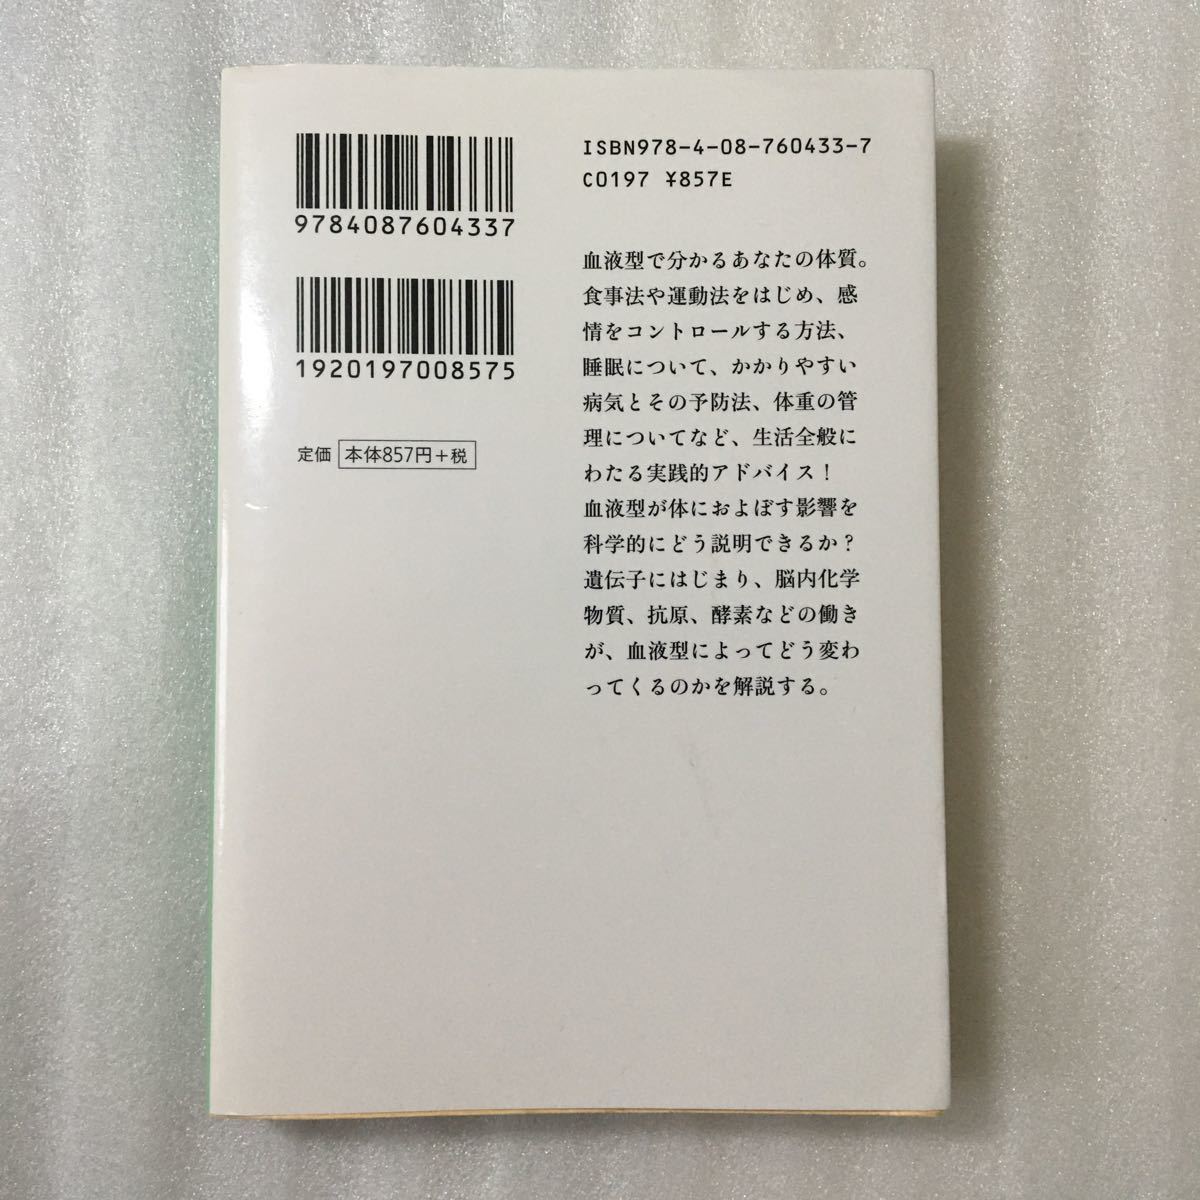 9784087604337
1920197008575
定価 本体857円+税
ISBN978-4-08-760433-7
C0197 ¥857E
血液型で分かるあなたの体質。
食事法や運動法をはじめ、感
情をコントロールする方法、
睡眠について、かかりやすい
病気とその予防法、体重の管
理についてなど、生活全般に
わたる実践的アドバイス！
血液型が体におよぼす影響を
科学的にどう説明できるか？
遺伝子にはじまり、脳内化学
物質、抗原、酵素などの働き
が、血液型によってどう変わ
ってくるのかを解説する。